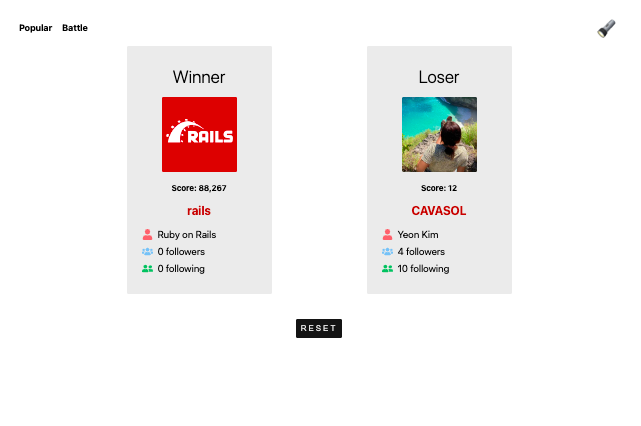 Popular Battle
Winner
RAILS
Score: 88,267
rails
Ruby on Rails
0 followers
0 following
Loser
Score: 12
CAVASOL
Yeon Kim
4 followers
10 following
RESET